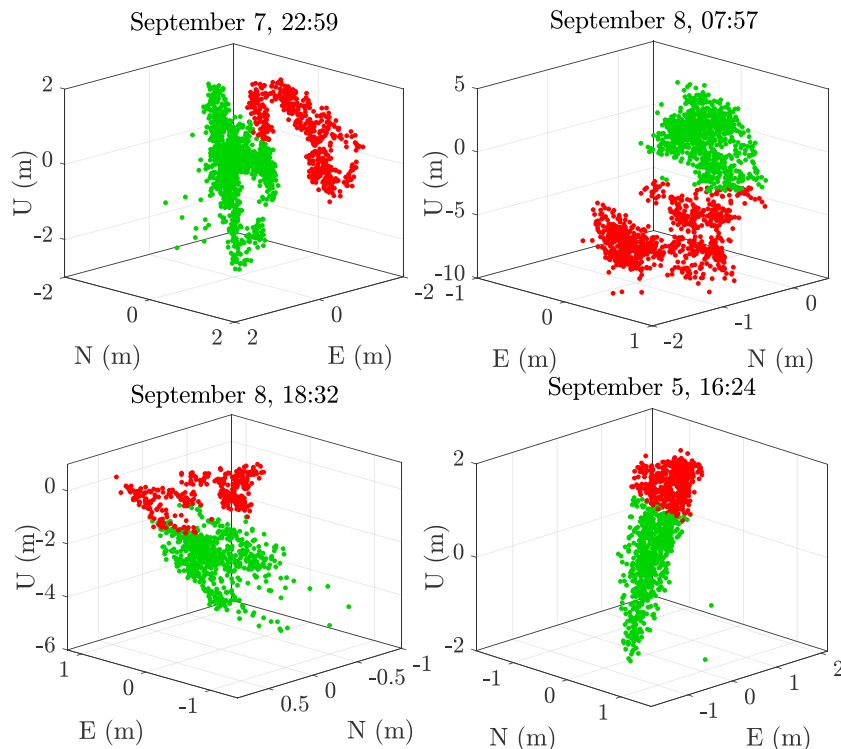 September 7, 22:59
2
0
-2
U (m)
-2
0
2
N (m)
2
0
-2
E (m)
September 8, 07:57
5
0
-5
-10
U (m)
-1
0
1
E (m)
-2
-1
0
N (m)
September 8, 18:32
0
-2
-4
-6
U (m)
1
0
-1
E (m)
0.5
0
-0.5
-1
N (m)
September 5, 16:24
2
0
-2
U (m)
-1
0
1
N (m)
-1
0
1
2
E (m)